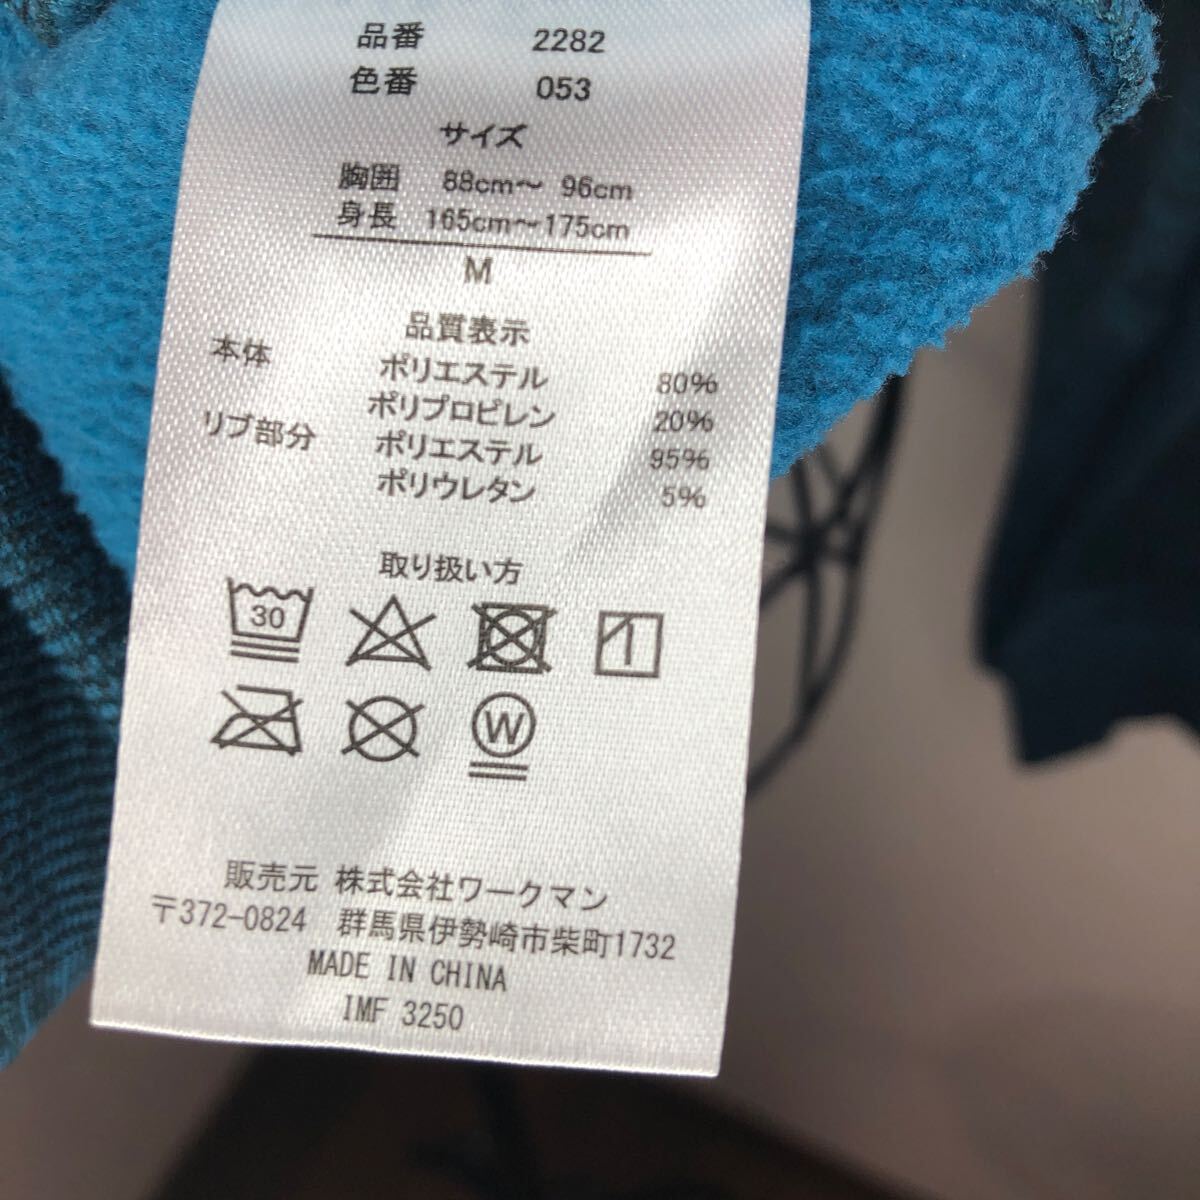 品番 2282
色番 053
サイズ
胸囲 88cm～ 96cm
身長 165cm～175cm
M
品質表示
本体 ポリエステル 80%
ポリプロピレン 20%
リブ部分 ポリエステル 95%
ポリウレタン 5%
取り扱い方
30
W
販売元 株式会社ワークマン
〒372-0824 群馬県伊勢崎市柴町1732
MADE IN CHINA
IMF 3250